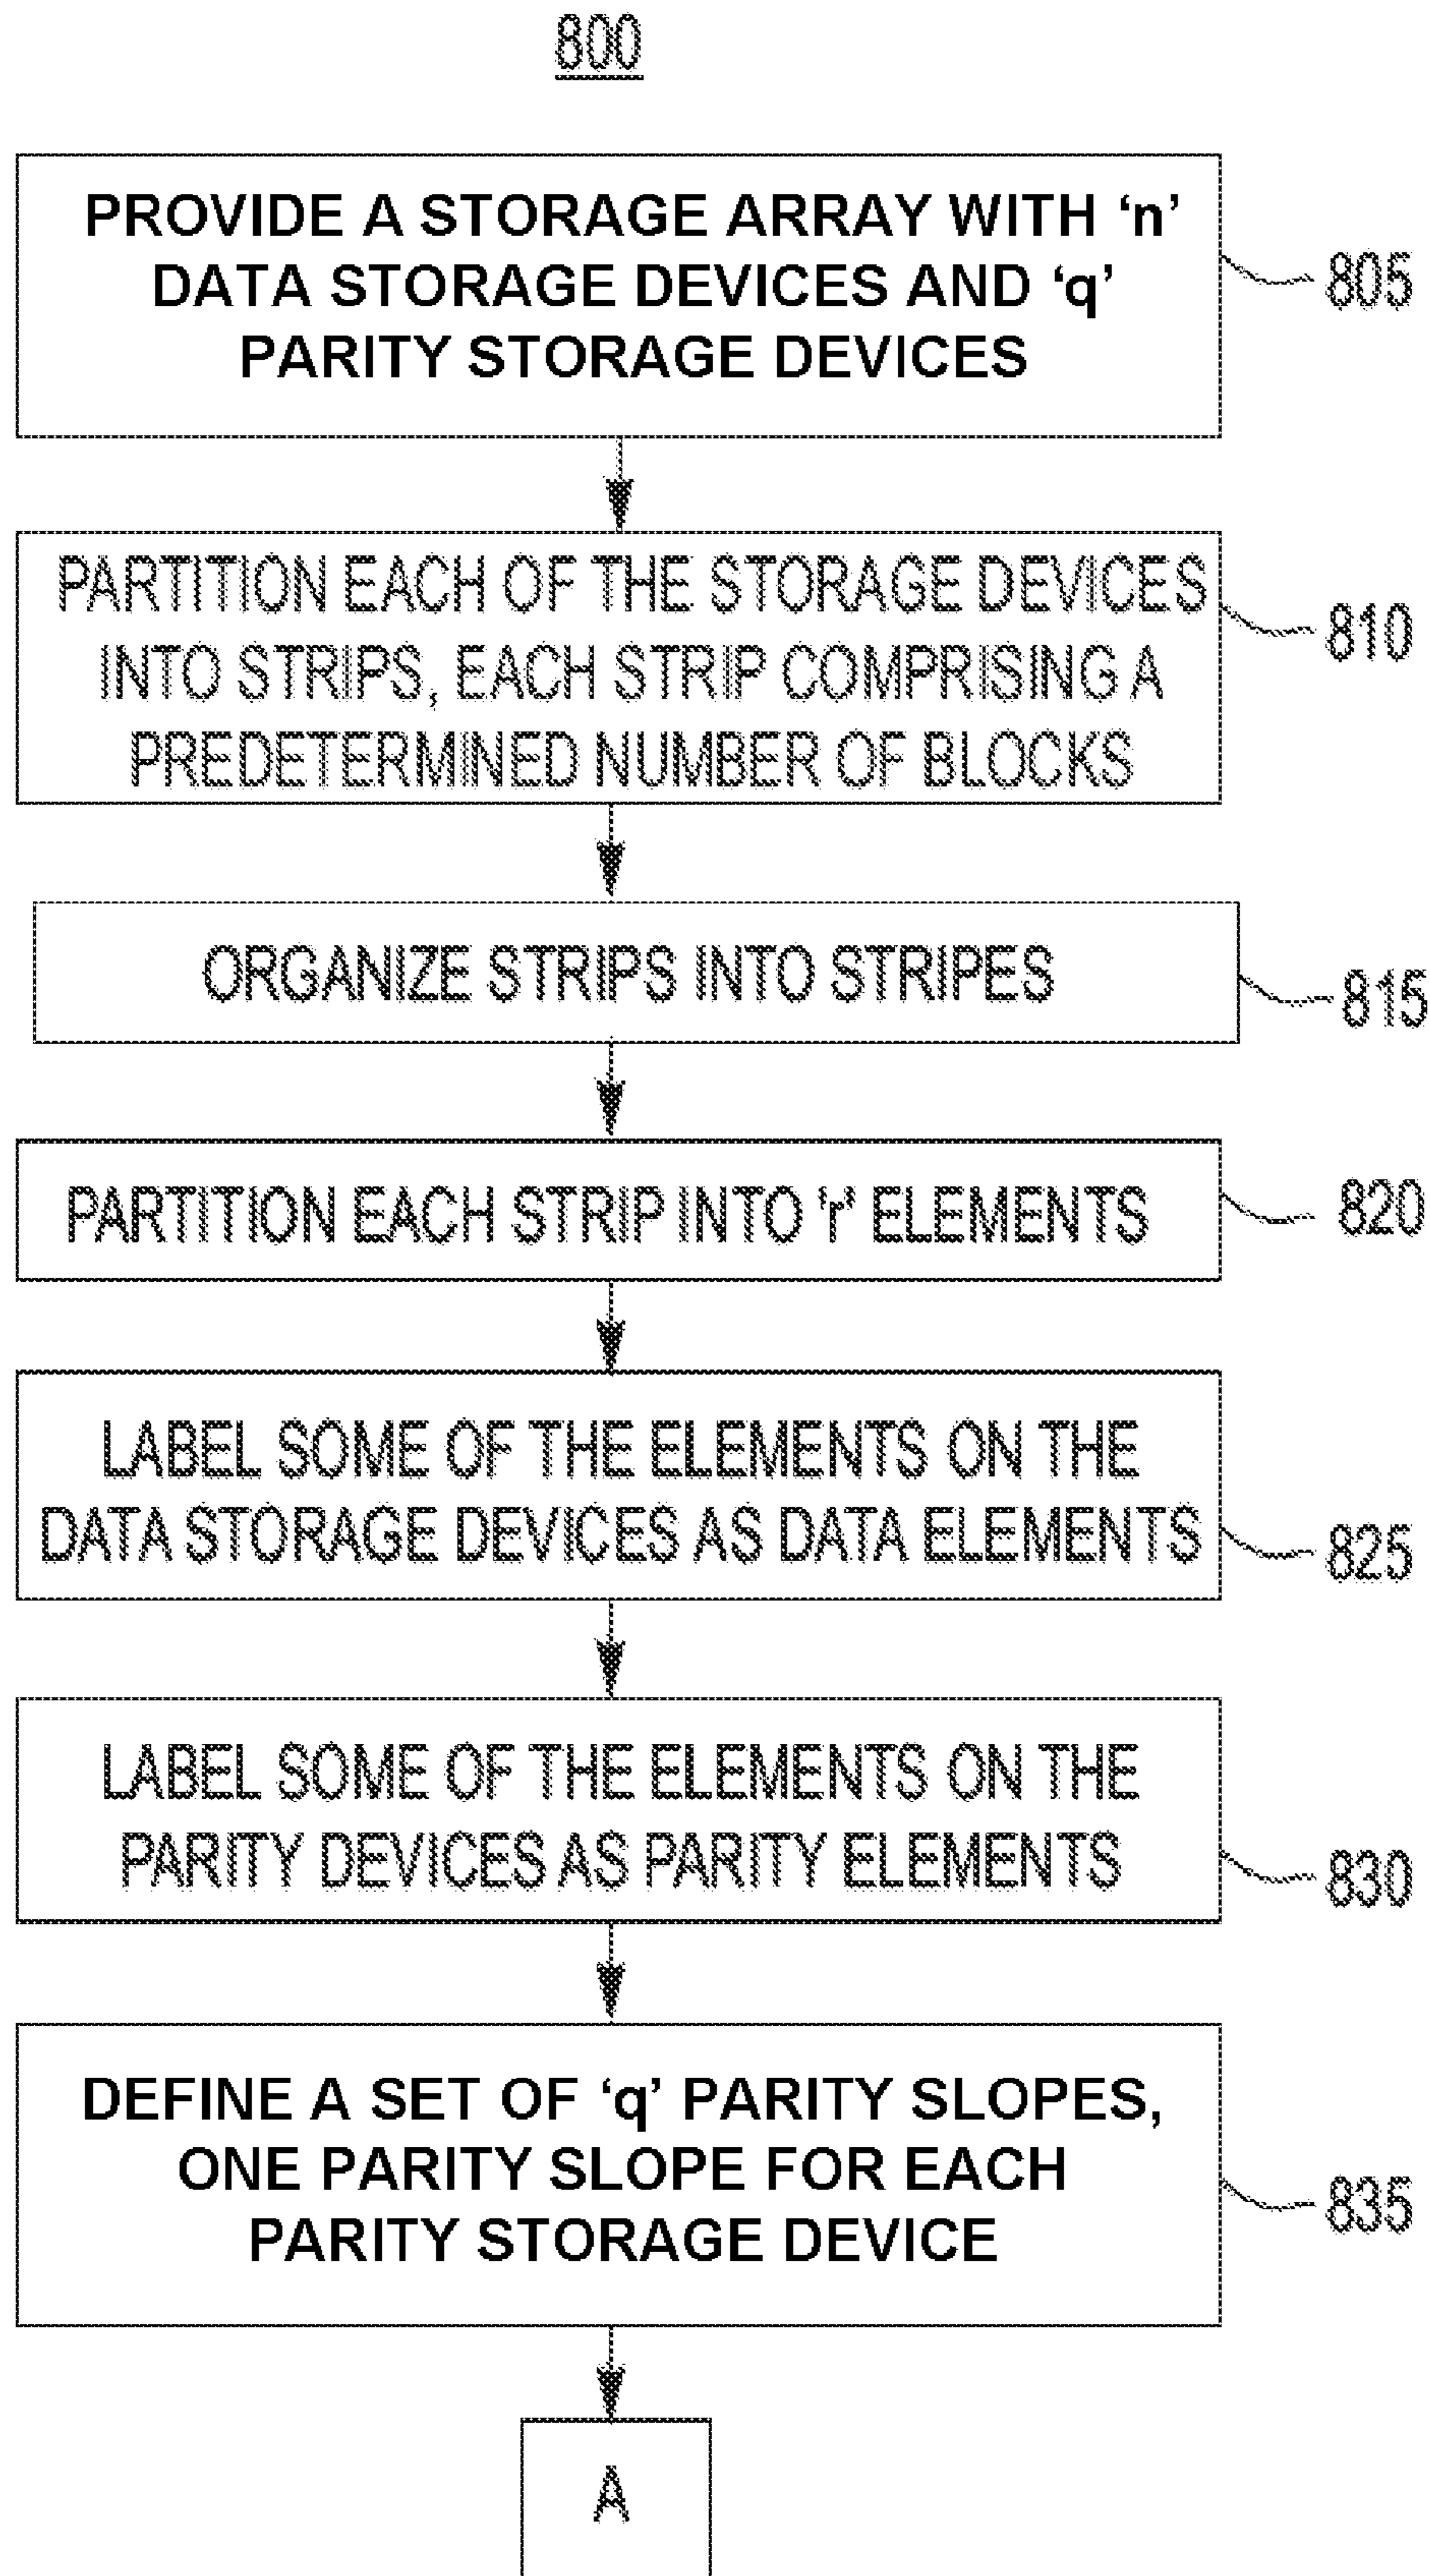 800
PROVIDE A STORAGE ARRAY WITH ‘n’
DATA STORAGE DEVICES AND ‘q’
PARITY STORAGE DEVICES
805
PARTITION EACH OF THE STORAGE DEVICES
INTO STRIPS, EACH STRIP COMPRISING A
PREDETERMINED NUMBER OF BLOCKS
810
ORGANIZE STRIPS INTO STRIPES
815
PARTITION EACH STRIP INTO 'r' ELEMENTS
820
LABEL SOME OF THE ELEMENTS ON THE
DATA STORAGE DEVICES AS DATA ELEMENTS
825
LABEL SOME OF THE ELEMENTS ON THE
PARITY DEVICES AS PARITY ELEMENTS
830
DEFINE A SET OF ‘q’ PARITY SLOPES,
ONE PARITY SLOPE FOR EACH
PARITY STORAGE DEVICE
835
A